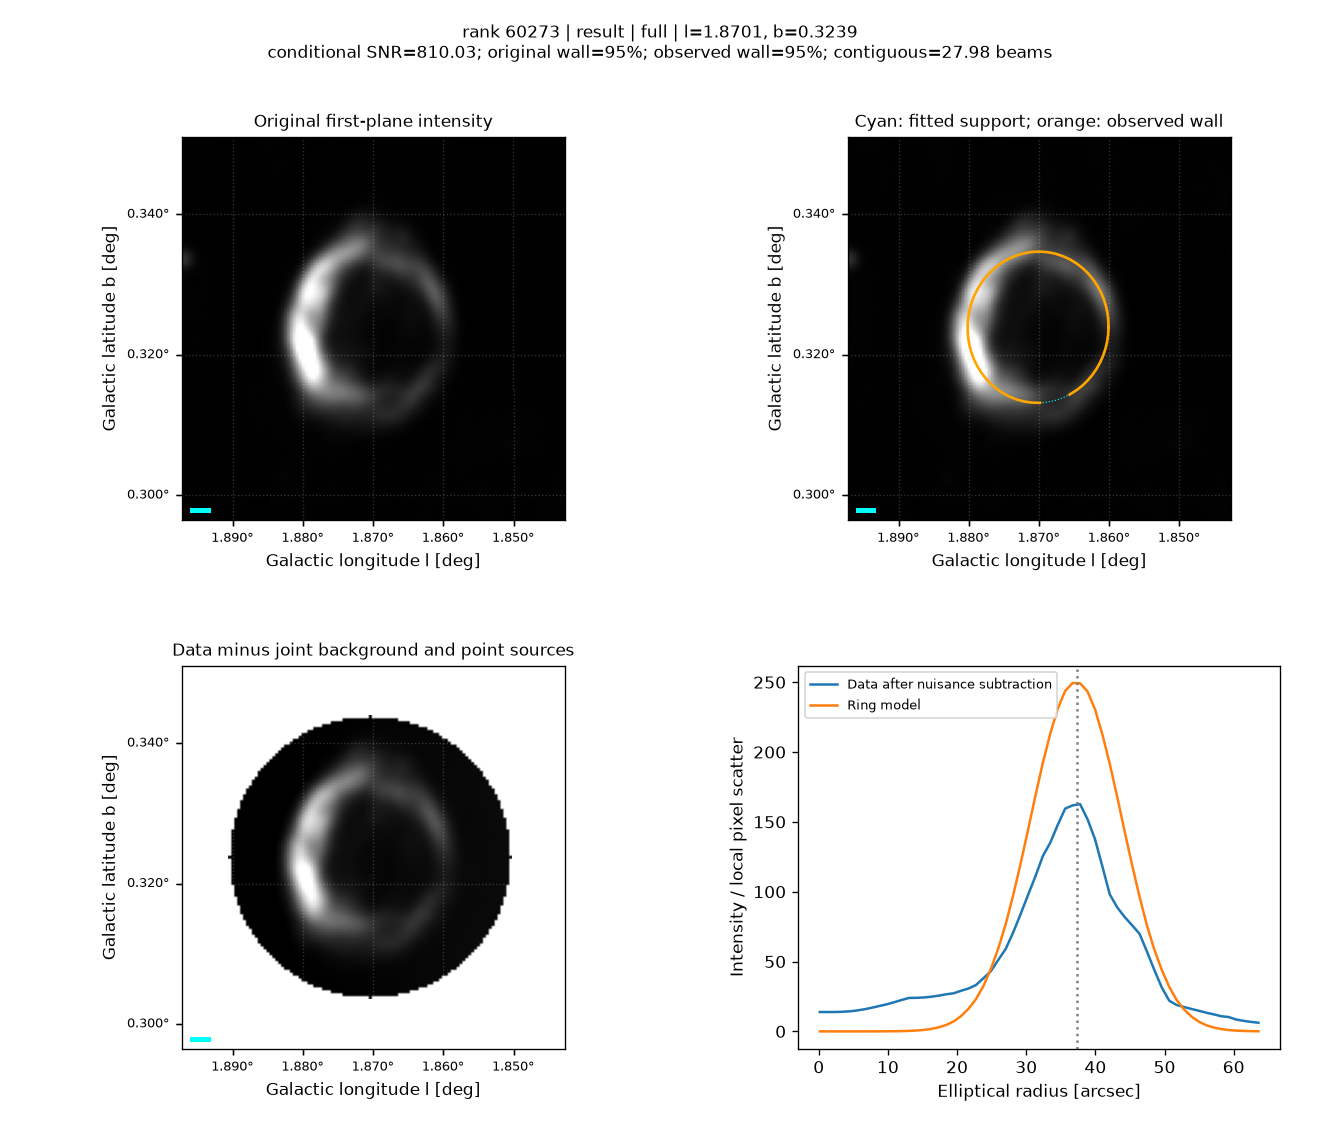 rank 60273 | result | full | l=1.8701, b=0.3239
conditional SNR=810.03; original wall=95%; observed wall=95%; contiguous=27.98 beams
Original first-plane intensity
0.340°
0.320°
0.300°
Galactic latitude b [deg]
1.890° 1.880° 1.870° 1.860° 1.850°
Galactic longitude l [deg]
Cyan: fitted support; orange: observed wall
0.340°
0.320°
0.300°
Galactic latitude b [deg]
1.890° 1.880° 1.870° 1.860° 1.850°
Galactic longitude l [deg]
Data minus joint background and point sources
0.340°
0.320°
0.300°
Galactic latitude b [deg]
1.890° 1.880° 1.870° 1.860° 1.850°
Galactic longitude l [deg]
Data after nuisance subtraction
Ring model
250
200
150
100
50
0
Intensity / local pixel scatter
0 10 20 30 40 50 60
Elliptical radius [arcsec]